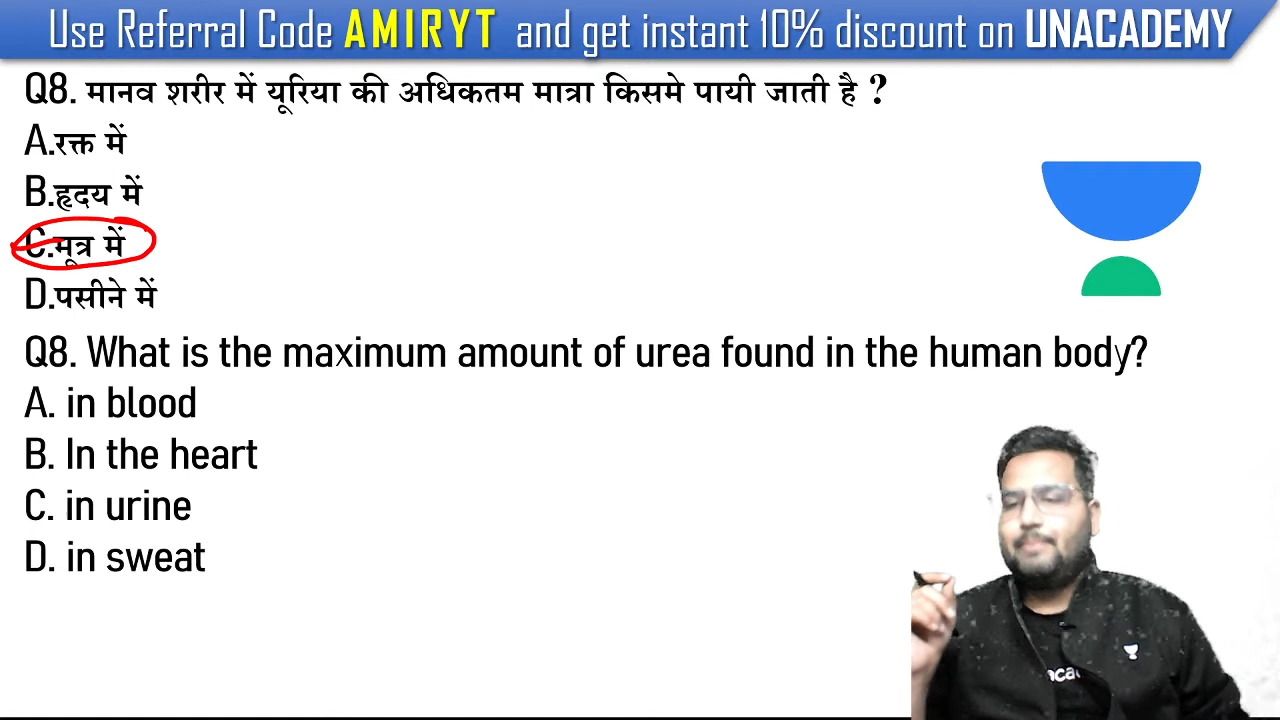 Use Referral Code AMIRYT and get instant 10% discount on UNACADEMY
Q8. मानव शरीर में यूरिया की अधिकतम मात्रा किसमे पायी जाती है ?
A.रक्त में
B.हृदय में
C.मूत्र में
D.पसीने में
Q8. What is the maximum amount of urea found in the human body?
A. in blood
B. In the heart
C. in urine
D. in sweat